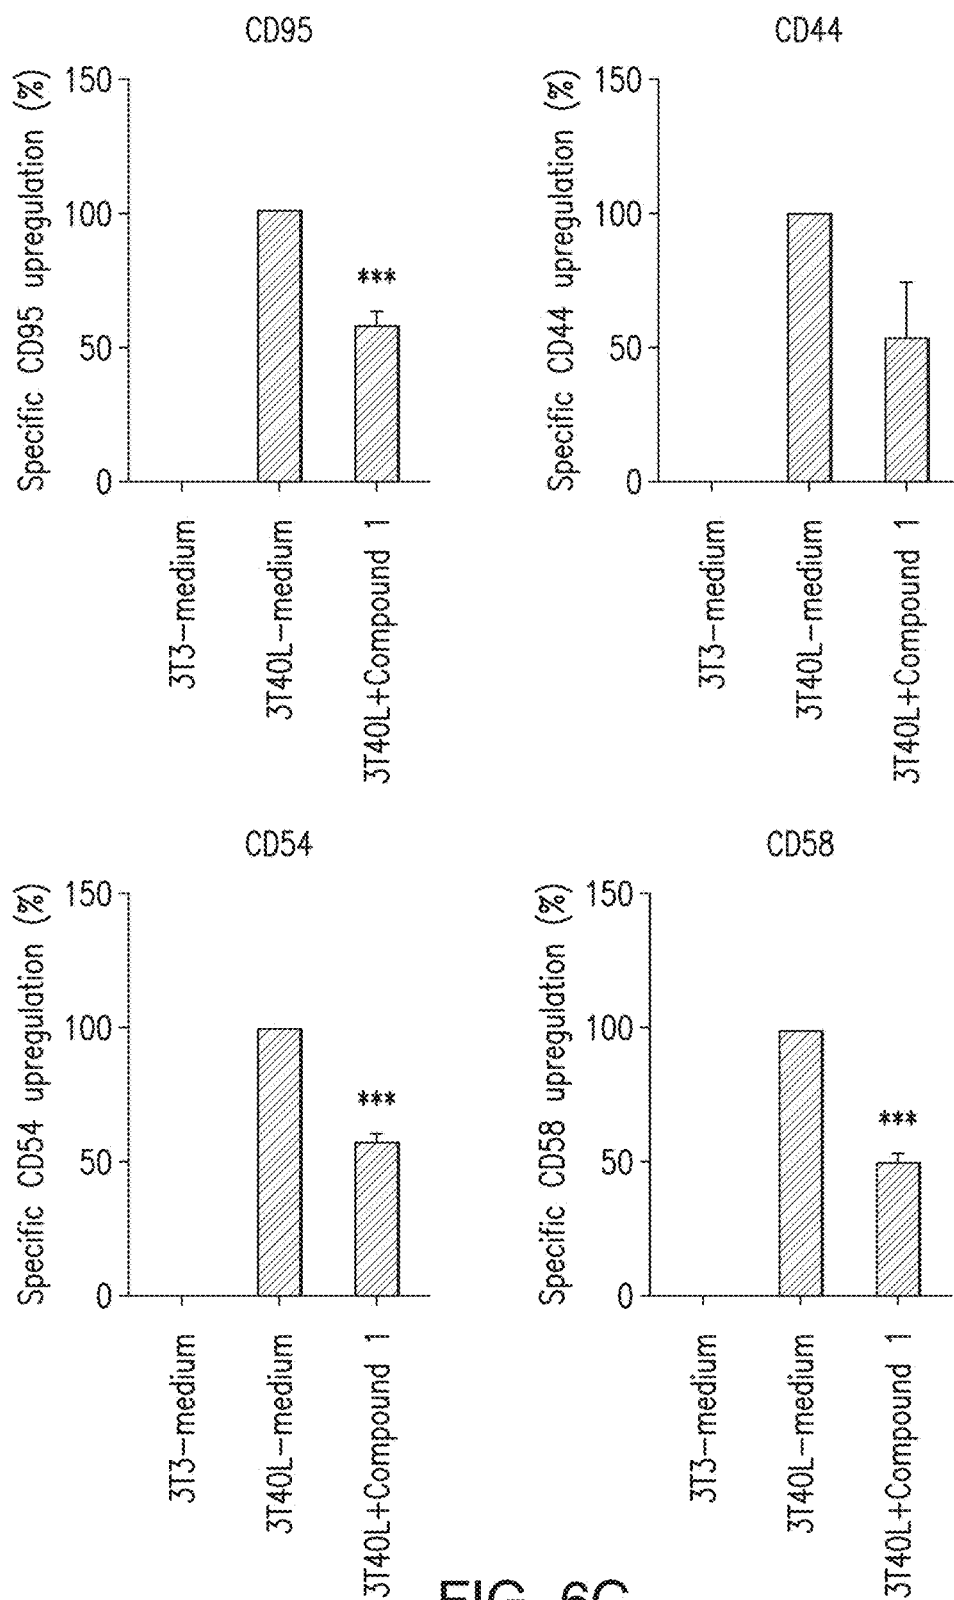 CD95
Specific CD95 upregulation (%)
150
100
50
0
***
3T3-medium
3T40L-medium
3T40L+Compound 1
CD44
Specific CD44 upregulation (%)
150
100
50
0
3T3-medium
3T40L-medium
3T40L+Compound 1
CD54
Specific CD54 upregulation (%)
150
100
50
0
***
3T3-medium
3T40L-medium
3T40L+Compound 1
CD58
Specific CD58 upregulation (%)
150
100
50
0
***
3T3-medium
3T40L-medium
3T40L+Compound 1
FIG. 6C